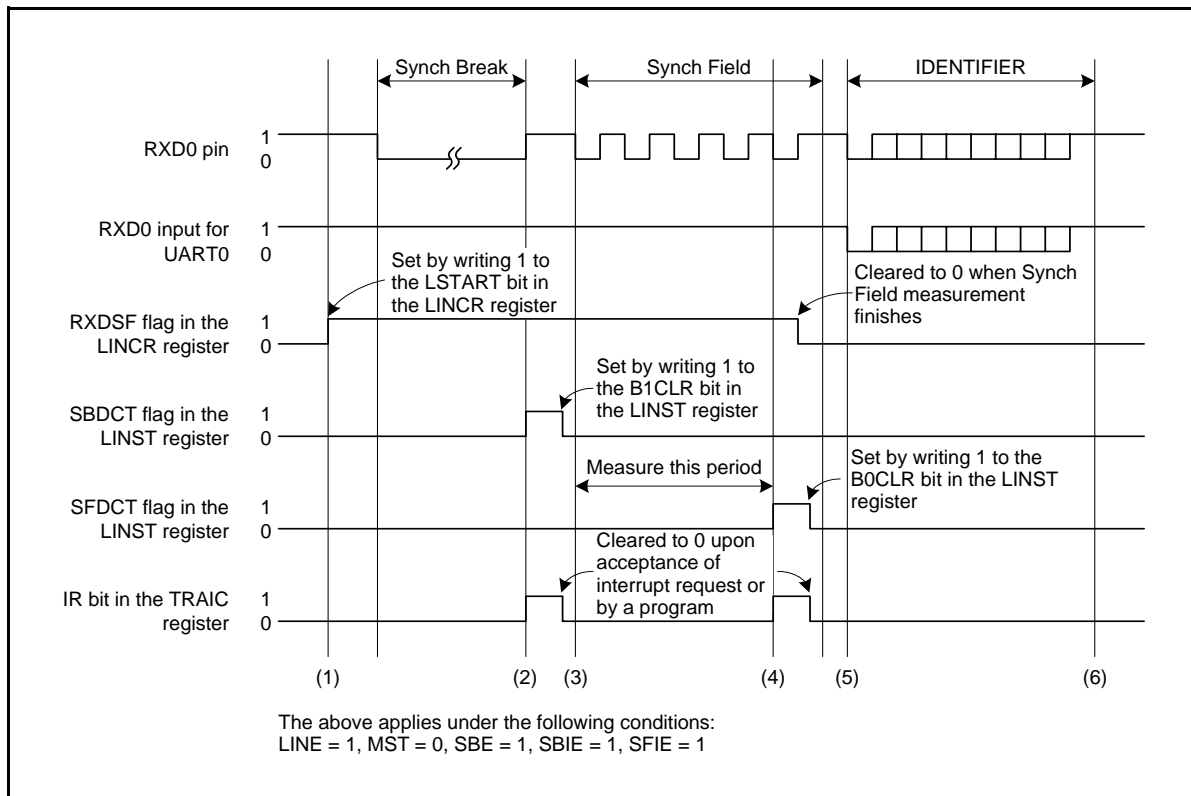 Synch Break
Synch Field
IDENTIFIER
RXD0 pin
1
0
RXD0 input for
UART0
1
0
Set by writing 1 to
the LSTART bit in
the LINCR register
Cleared to 0 when Synch
Field measurement
finishes
RXDSF flag in the
LINCR register
1
0
Set by writing 1 to
the B1CLR bit in
the LINST register
SBDCT flag in the
LINST register
1
0
Measure this period
Set by writing 1 to the
B0CLR bit in the LINST
register
SFDCT flag in the
LINST register
1
0
Cleared to 0 upon
acceptance of
interrupt request or
by a program
IR bit in the TRAIC
register
1
0
(1)
(2)
(3)
(4)
(5)
(6)
The above applies under the following conditions:
LINE = 1, MST = 0, SBE = 1, SBIE = 1, SFIE = 1